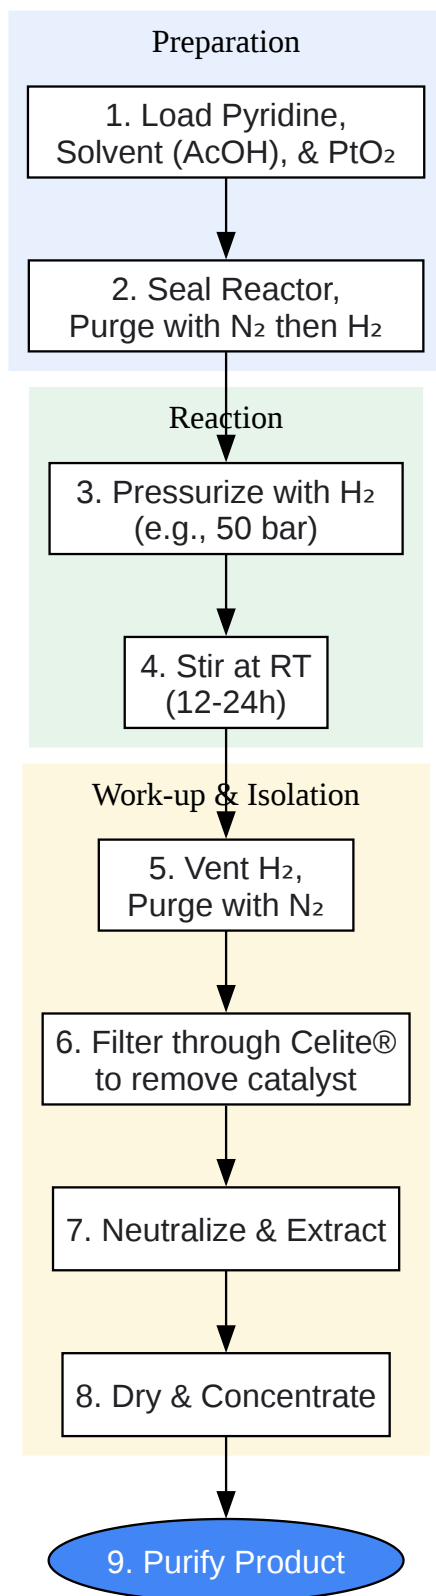 Preparation
1. Load Pyridine,
Solvent (AcOH), & PtO₂
2. Seal Reactor,
Purge with N₂ then H₂
Reaction
3. Pressurize with H₂
(e.g., 50 bar)
4. Stir at RT
(12-24h)
Work-up & Isolation
5. Vent H₂,
Purge with N₂
6. Filter through Celite®
to remove catalyst
7. Neutralize & Extract
8. Dry & Concentrate
9. Purify Product